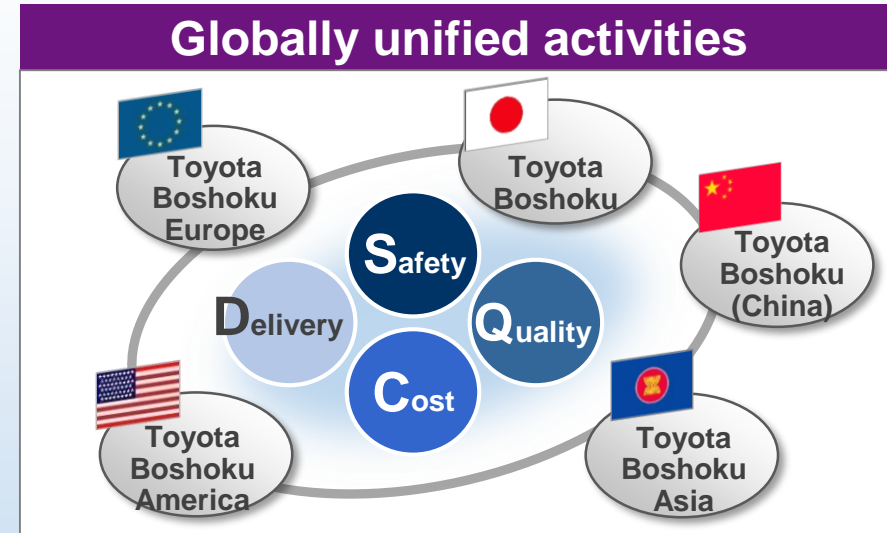 Globally unified activities
Toyota
Boshoku
Europe
Toyota
Boshoku
Toyota
Boshoku
(China)
Safety
Delivery
Quality
Cost
Toyota
Boshoku
America
Toyota
Boshoku
Asia